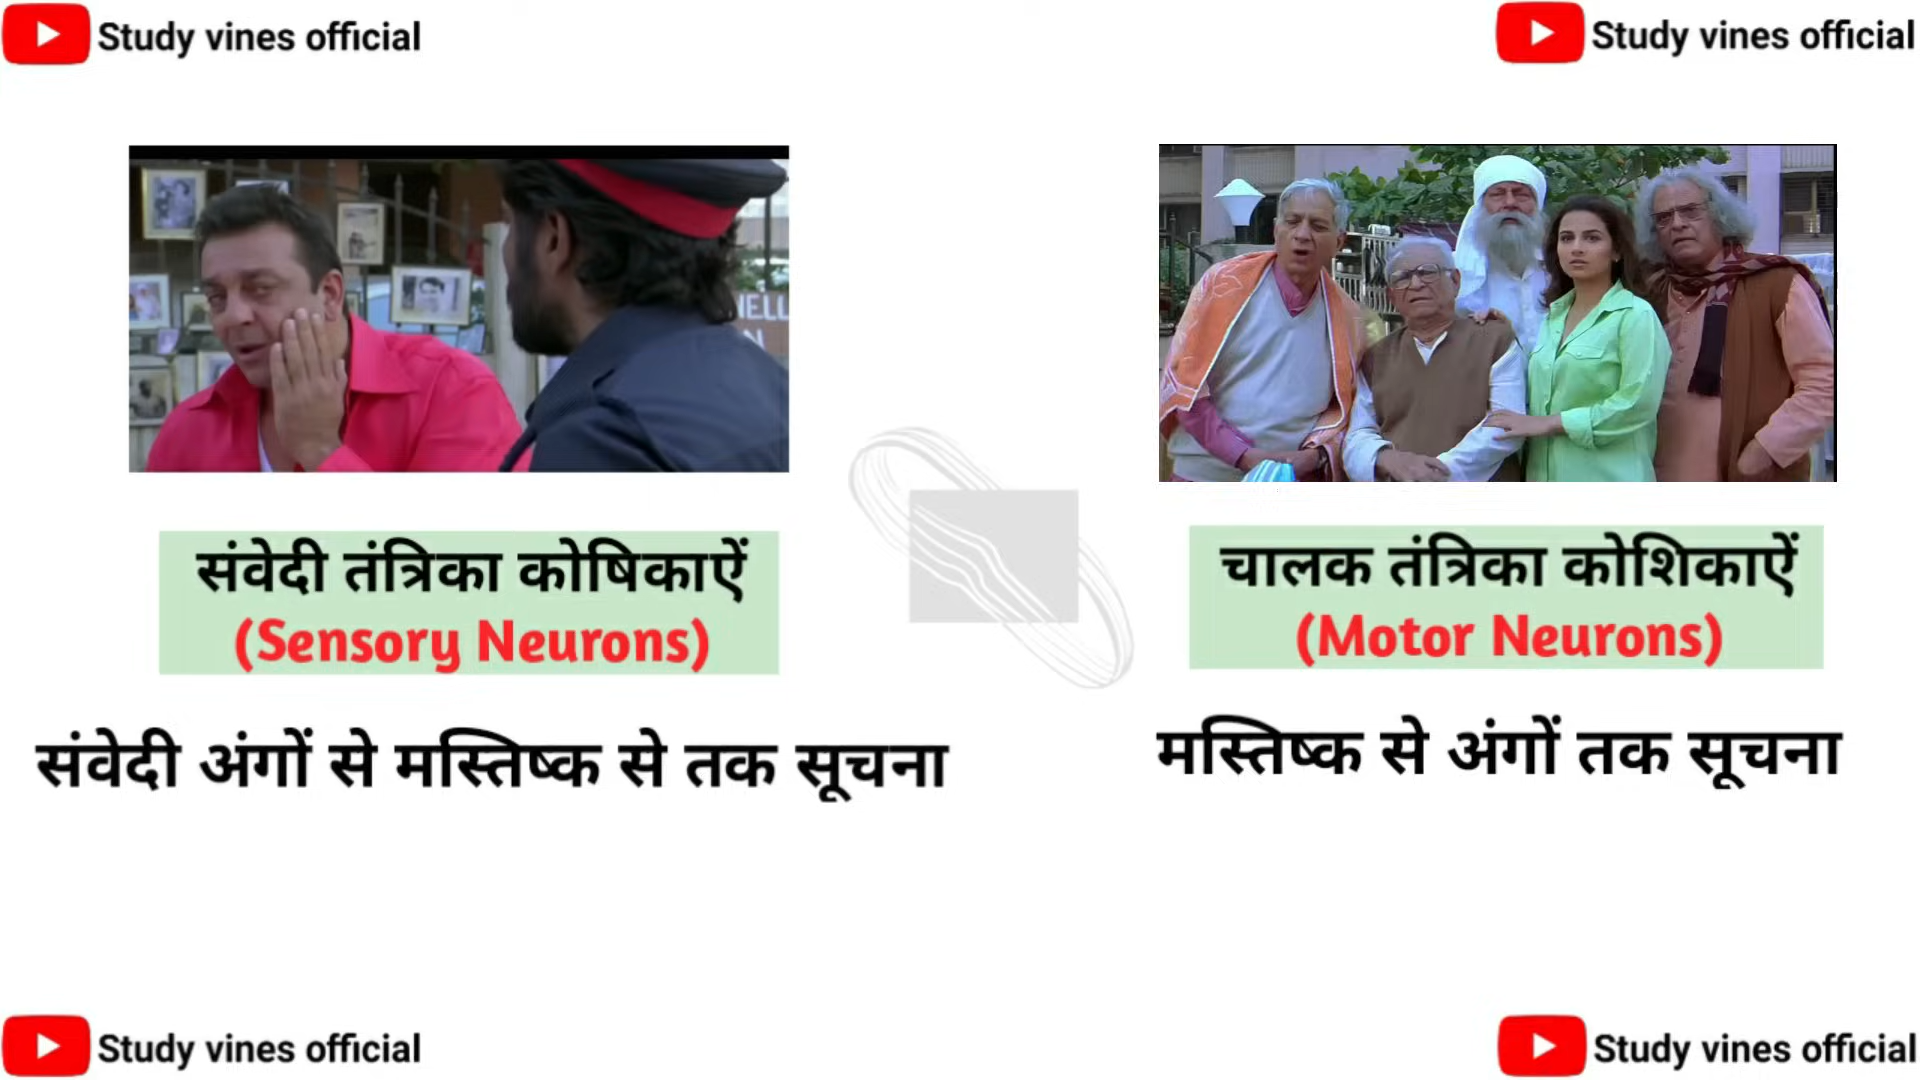 Study vines official
Study vines official
संवेदी तंत्रिका कोषिकाऐं
(Sensory Neurons)
संवेदी अंगों से मस्तिष्क से तक सूचना
चालक तंत्रिका कोशिकाऐं
(Motor Neurons)
मस्तिष्क से अंगों तक सूचना
Study vines official
Study vines official